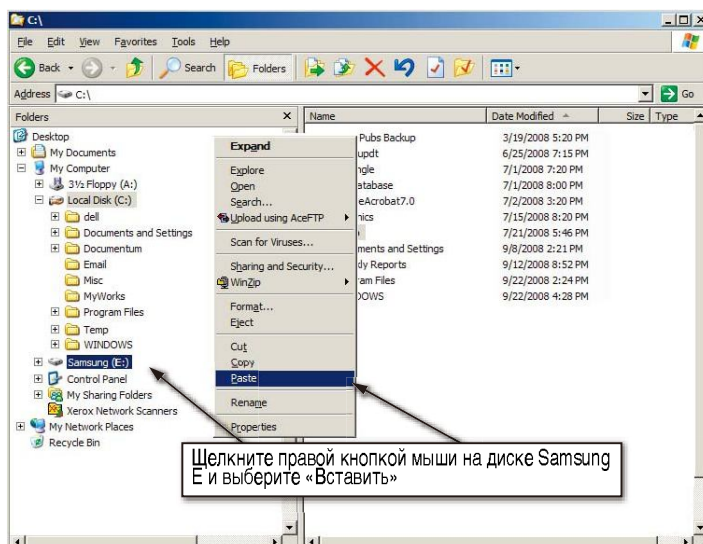 C:\
File Edit View Favorites Tools Help
Back Search Folders
Address C:\ Go
Folders X Name Date Modified Size Type
Desktop
My Documents
My Computer
3½ Floppy (A:)
Local Disk (C:)
dell
Documents and Settings
Documentum
Email
Misc
MyWorks
Program Files
Temp
WINDOWS
Samsung (E:)
Control Panel
My Sharing Folders
Xerox Network Scanners
My Network Places
Recycle Bin
Expand
Explore
Open
Search...
Upload using AceFTP
Scan for Viruses...
Sharing and Security...
WinZip
Format...
Eject
Cut
Copy
Paste
Rename
Properties
Pubs Backup 3/19/2008 5:20 PM
updt 6/25/2008 7:15 PM
ngle 7/1/2008 7:20 PM
atabase 7/1/2008 8:00 PM
eAcrobat7.0 7/2/2008 3:20 PM
nics 7/15/2008 8:20 PM
7/21/2008 5:46 PM
ments and Settings 9/8/2008 2:21 PM
dy Reports 9/12/2008 8:52 PM
ram Files 9/22/2008 2:24 PM
DOWS 9/22/2008 4:28 PM
Щелкните правой кнопкой мыши на диске Samsung
E и выберите «Вставить»